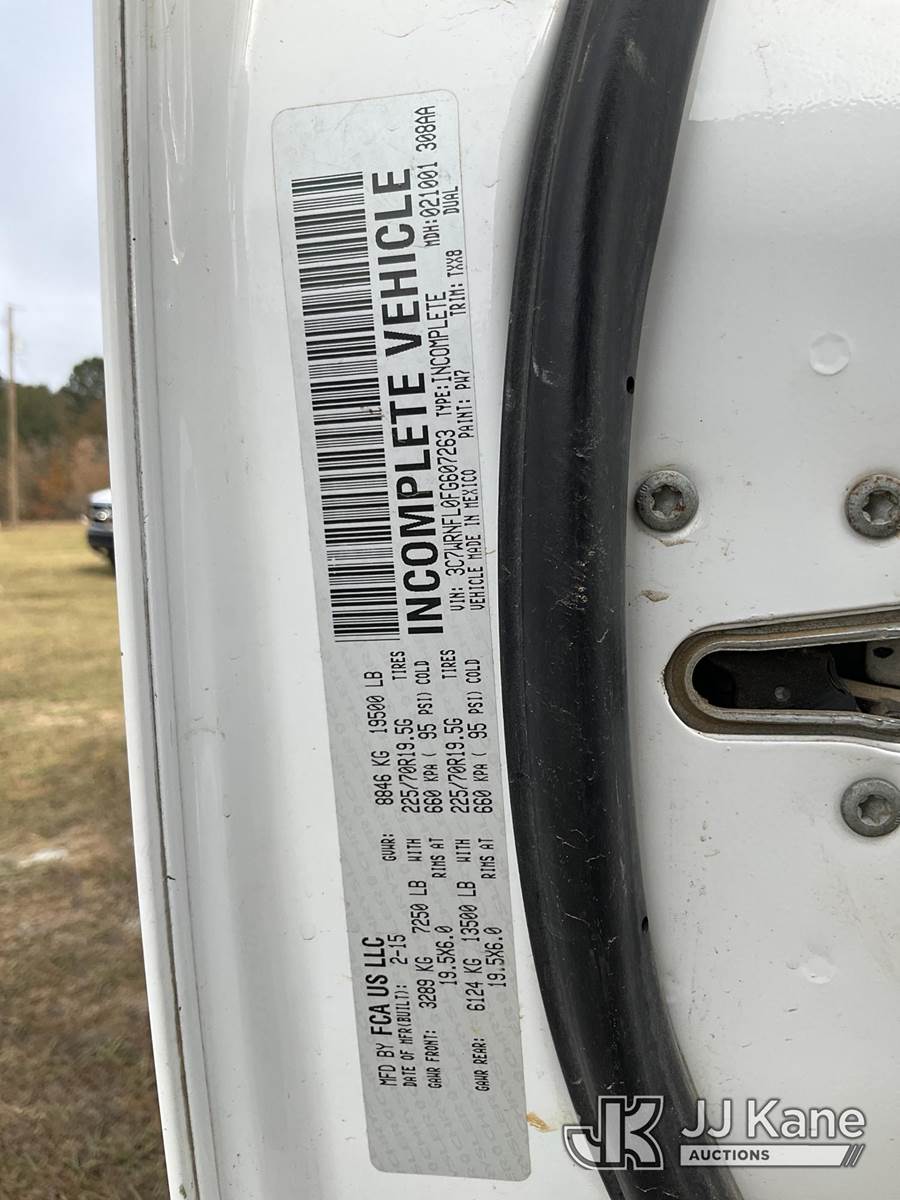 MFD BY FCA US LLC
DATE OF MFR(BUILT): 2-15 GVWR: 8846 KG 19500 LB
GAWR FRONT: 3289 KG 7250 LB WITH 225/70R19.5G TIRES
19.5X6.0 RIMS AT 660 KPA ( 95 PSI) COLD
GAWR REAR: 6124 KG 13500 LB WITH 225/70R19.5G TIRES
19.5X6.0 RIMS AT 660 KPA ( 95 PSI) COLD
INCOMPLETE VEHICLE
MDH:021001 308AA
VIN: 3C7WRNFL0FG607263 TYPE:INCOMPLETE DUAL
VEHICLE MADE IN MEXICO PAINT: PW7 TRIM: TXX8
JK JJ Kane
AUCTIONS